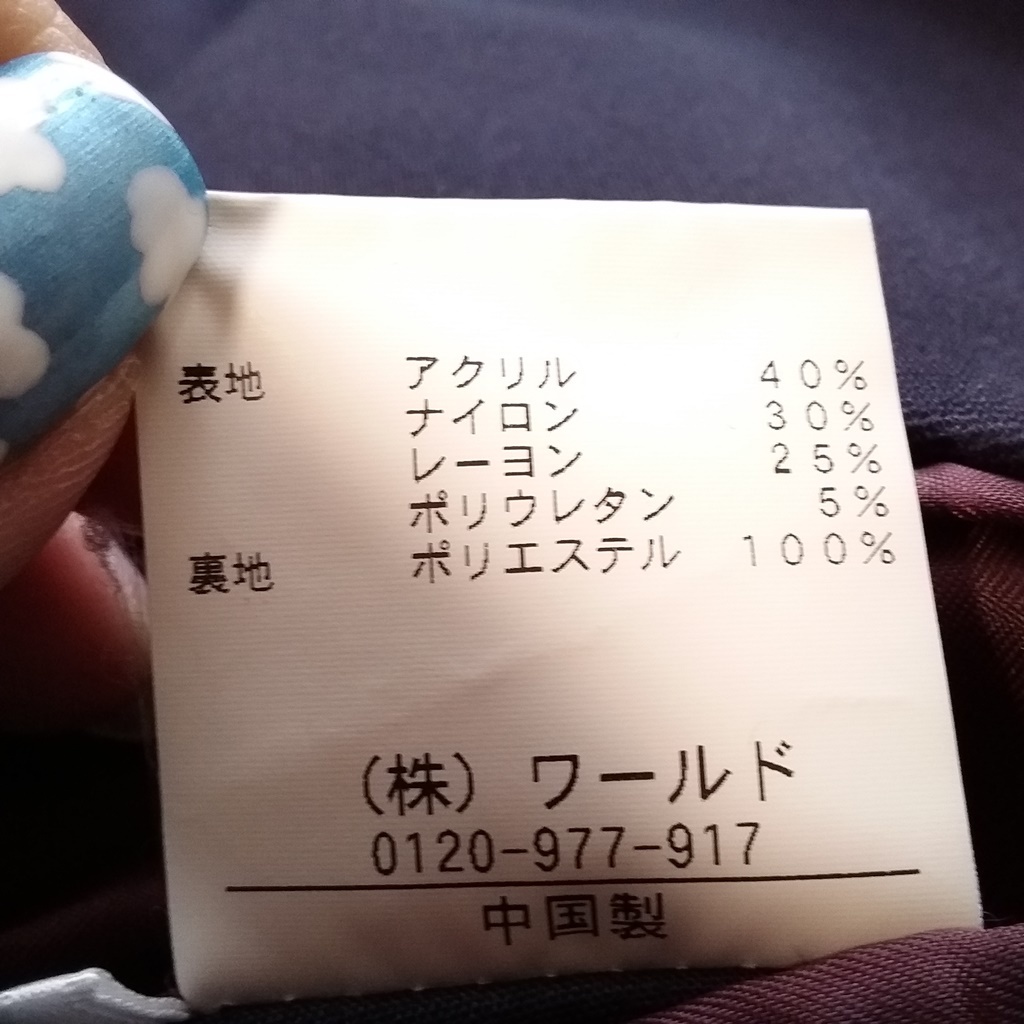 表地 アクリル 40%
ナイロン 30%
レーヨン 25%
ポリウレタン 5%
裏地 ポリエステル 100%
(株) ワールド
0120-977-917
中国製